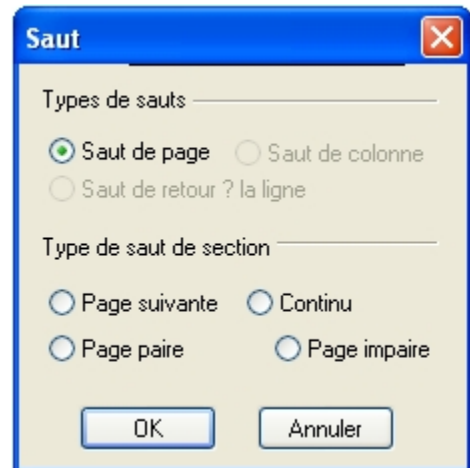 Saut
Types de sauts
Saut de page Saut de colonne
Saut de retour ? la ligne
Type de saut de section
Page suivante Continu
Page paire Page impaire
OK Annuler